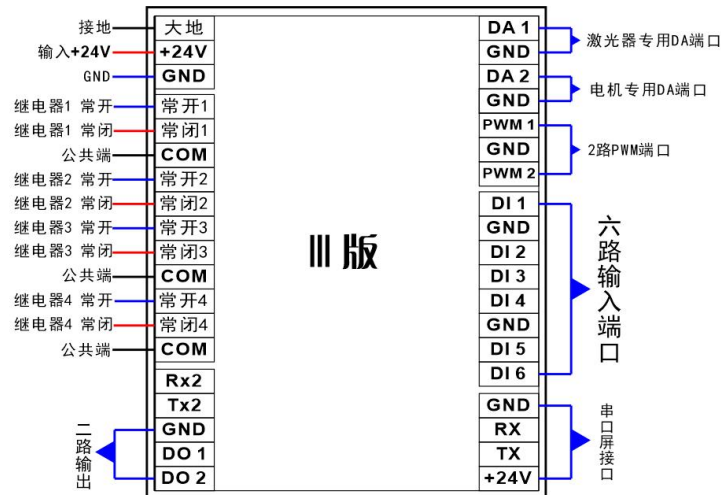 接地 大地
输入+24V +24V
GND GND
继电器1 常开 常开1
继电器1 常闭 常闭1
公共端 COM
继电器2 常开 常开2
继电器2 常闭 常闭2
继电器3 常开 常开3
继电器3 常闭 常闭3
公共端 COM
继电器4 常开 常开4
继电器4 常闭 常闭4
公共端 COM
Rx2
Tx2
GND
DO 1
DO 2
二路输出
III版
DA 1
GND
激光器专用DA端口
DA 2
GND
电机专用DA端口
PWM 1
GND
PWM 2
2路PWM端口
DI 1
GND
DI 2
DI 3
DI 4
GND
DI 5
DI 6
六路输入端口
GND
RX
TX
+24V
串口屏接口